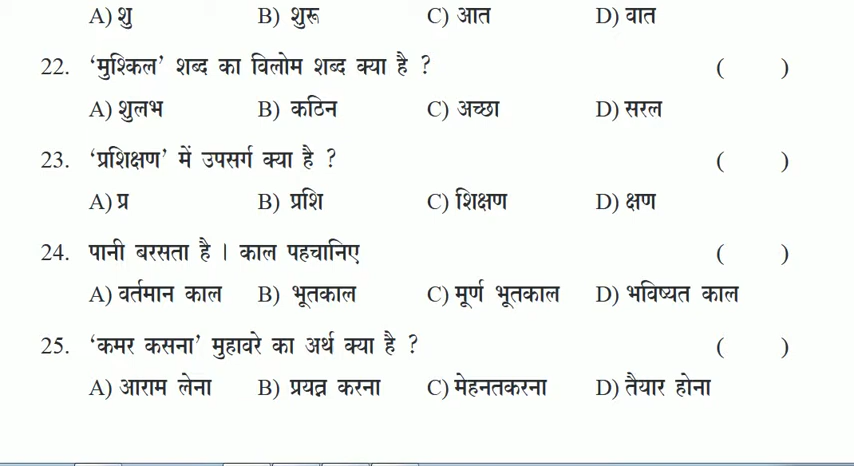 A) शु B) शुरू C) आत D) वात
22. ‘मुश्किल’ शब्द का विलोम शब्द क्या है ? ( )
A) शुलभ B) कठिन C) अच्छा D) सरल
23. ‘प्रशिक्षण’ में उपसर्ग क्या है ? ( )
A) प्र B) प्रशि C) शिक्षण D) क्षण
24. पानी बरसता है । काल पहचानिए ( )
A) वर्तमान काल B) भूतकाल C) मूर्ण भूतकाल D) भविष्यत काल
25. ‘कमर कसना’ मुहावरे का अर्थ क्या है ? ( )
A) आराम लेना B) प्रयत्न करना C) मेहनतकरना D) तैयार होना